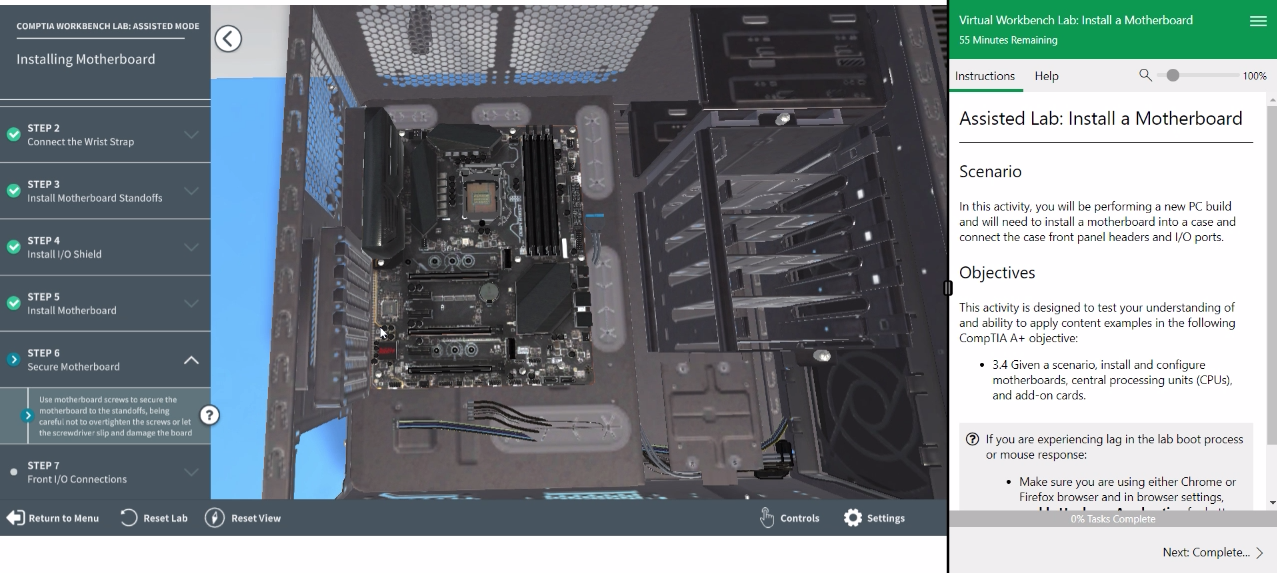 COMPTIA WORKBENCH LAB: ASSISTED MODE
Installing Motherboard
STEP 2
Connect the Wrist Strap
STEP 3
Install Motherboard Standoffs
STEP 4
Install I/O Shield
STEP 5
Install Motherboard
STEP 6
Secure Motherboard
Use motherboard screws to secure the
motherboard to the standoffs, being
careful not to overtighten the screws or let
the screwdriver slip and damage the board
?
STEP 7
Front I/O Connections
Return to Menu
Reset Lab
Reset View
Controls
Settings
Virtual Workbench Lab: Install a Motherboard
55 Minutes Remaining
Instructions
Help
100%
Assisted Lab: Install a Motherboard
Scenario
In this activity, you will be performing a new PC build
and will need to install a motherboard into a case and
connect the case front panel headers and I/O ports.
Objectives
This activity is designed to test your understanding of
and ability to apply content examples in the following
CompTIA A+ objective:
• 3.4 Given a scenario, install and configure
motherboards, central processing units (CPUs),
and add-on cards.
? If you are experiencing lag in the lab boot process
or mouse response:
• Make sure you are using either Chrome or
Firefox browser and in browser settings,
0% Tasks Complete
Next: Complete...